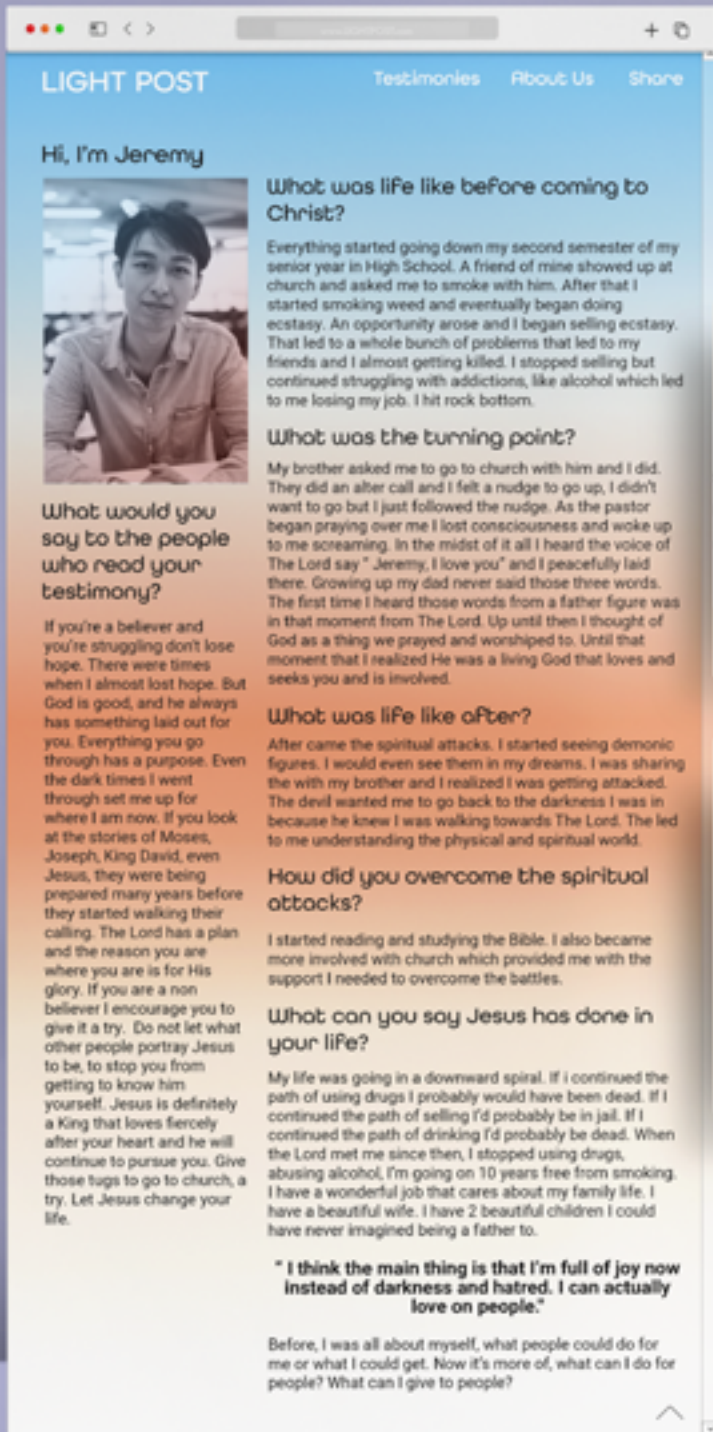 LIGHT POST
Testimonies About Us Share
Hi, I'm Jeremy
What would you
say to the people
who read your
testimony?
If you're a believer and
you're struggling don't lose
hope. There were times
when I almost lost hope. But
God is good, and he always
has something laid out for
you. Everything you go
through has a purpose. Even
the dark times I went
through set me up for
where I am now. If you look
at the stories of Moses,
Joseph, King David, even
Jesus, they were being
prepared many years before
they started walking their
calling. The Lord has a plan
and the reason you are
where you are is for His
glory. If you are a non
believer I encourage you to
give it a try. Do not let what
other people portray Jesus
to be, to stop you from
getting to know him
yourself. Jesus is definitely
a King that loves fiercely
after your heart and he will
continue to pursue you. Give
those tugs to go to church, a
try. Let Jesus change your
life.
What was life like before coming to
Christ?
Everything started going down my second semester of my
senior year in High School. A friend of mine showed up at
church and asked me to smoke with him. After that I
started smoking weed and eventually began doing
ecstasy. An opportunity arose and I began selling ecstasy.
That led to a whole bunch of problems that led to my
friends and I almost getting killed. I stopped selling but
continued struggling with addictions, like alcohol which led
to me losing my job. I hit rock bottom.
What was the turning point?
My brother asked me to go to church with him and I did.
They did an alter call and I felt a nudge to go up, I didn't
want to go but I just followed the nudge. As the pastor
began praying over me I lost consciousness and woke up
to me screaming. In the midst of it all I heard the voice of
The Lord say " Jeremy, I love you" and I peacefully laid
there. Growing up my dad never said those three words.
The first time I heard those words from a father figure was
in that moment from The Lord. Up until then I thought of
God as a thing we prayed and worshiped to. Until that
moment that I realized He was a living God that loves and
seeks you and is involved.
What was life like after?
After came the spiritual attacks. I started seeing demonic
figures. I would even see them in my dreams. I was sharing
the with my brother and I realized I was getting attacked.
The devil wanted me to go back to the darkness I was in
because he knew I was walking towards The Lord. The led
to me understanding the physical and spiritual world.
How did you overcome the spiritual
attacks?
I started reading and studying the Bible. I also became
more involved with church which provided me with the
support I needed to overcome the battles.
What can you say Jesus has done in
your life?
My life was going in a downward spiral. If i continued the
path of using drugs I probably would have been dead. If I
continued the path of selling I'd probably be in jail. If I
continued the path of drinking I'd probably be dead. When
the Lord met me since then, I stopped using drugs,
abusing alcohol, I'm going on 10 years free from smoking.
I have a wonderful job that cares about my family life. I
have a beautiful wife. I have 2 beautiful children I could
have never imagined being a father to.
" I think the main thing is that I'm full of joy now
instead of darkness and hatred. I can actually
love on people."
Before, I was all about myself, what people could do for
me or what I could get. Now it's more of, what can I do for
people? What can I give to people?